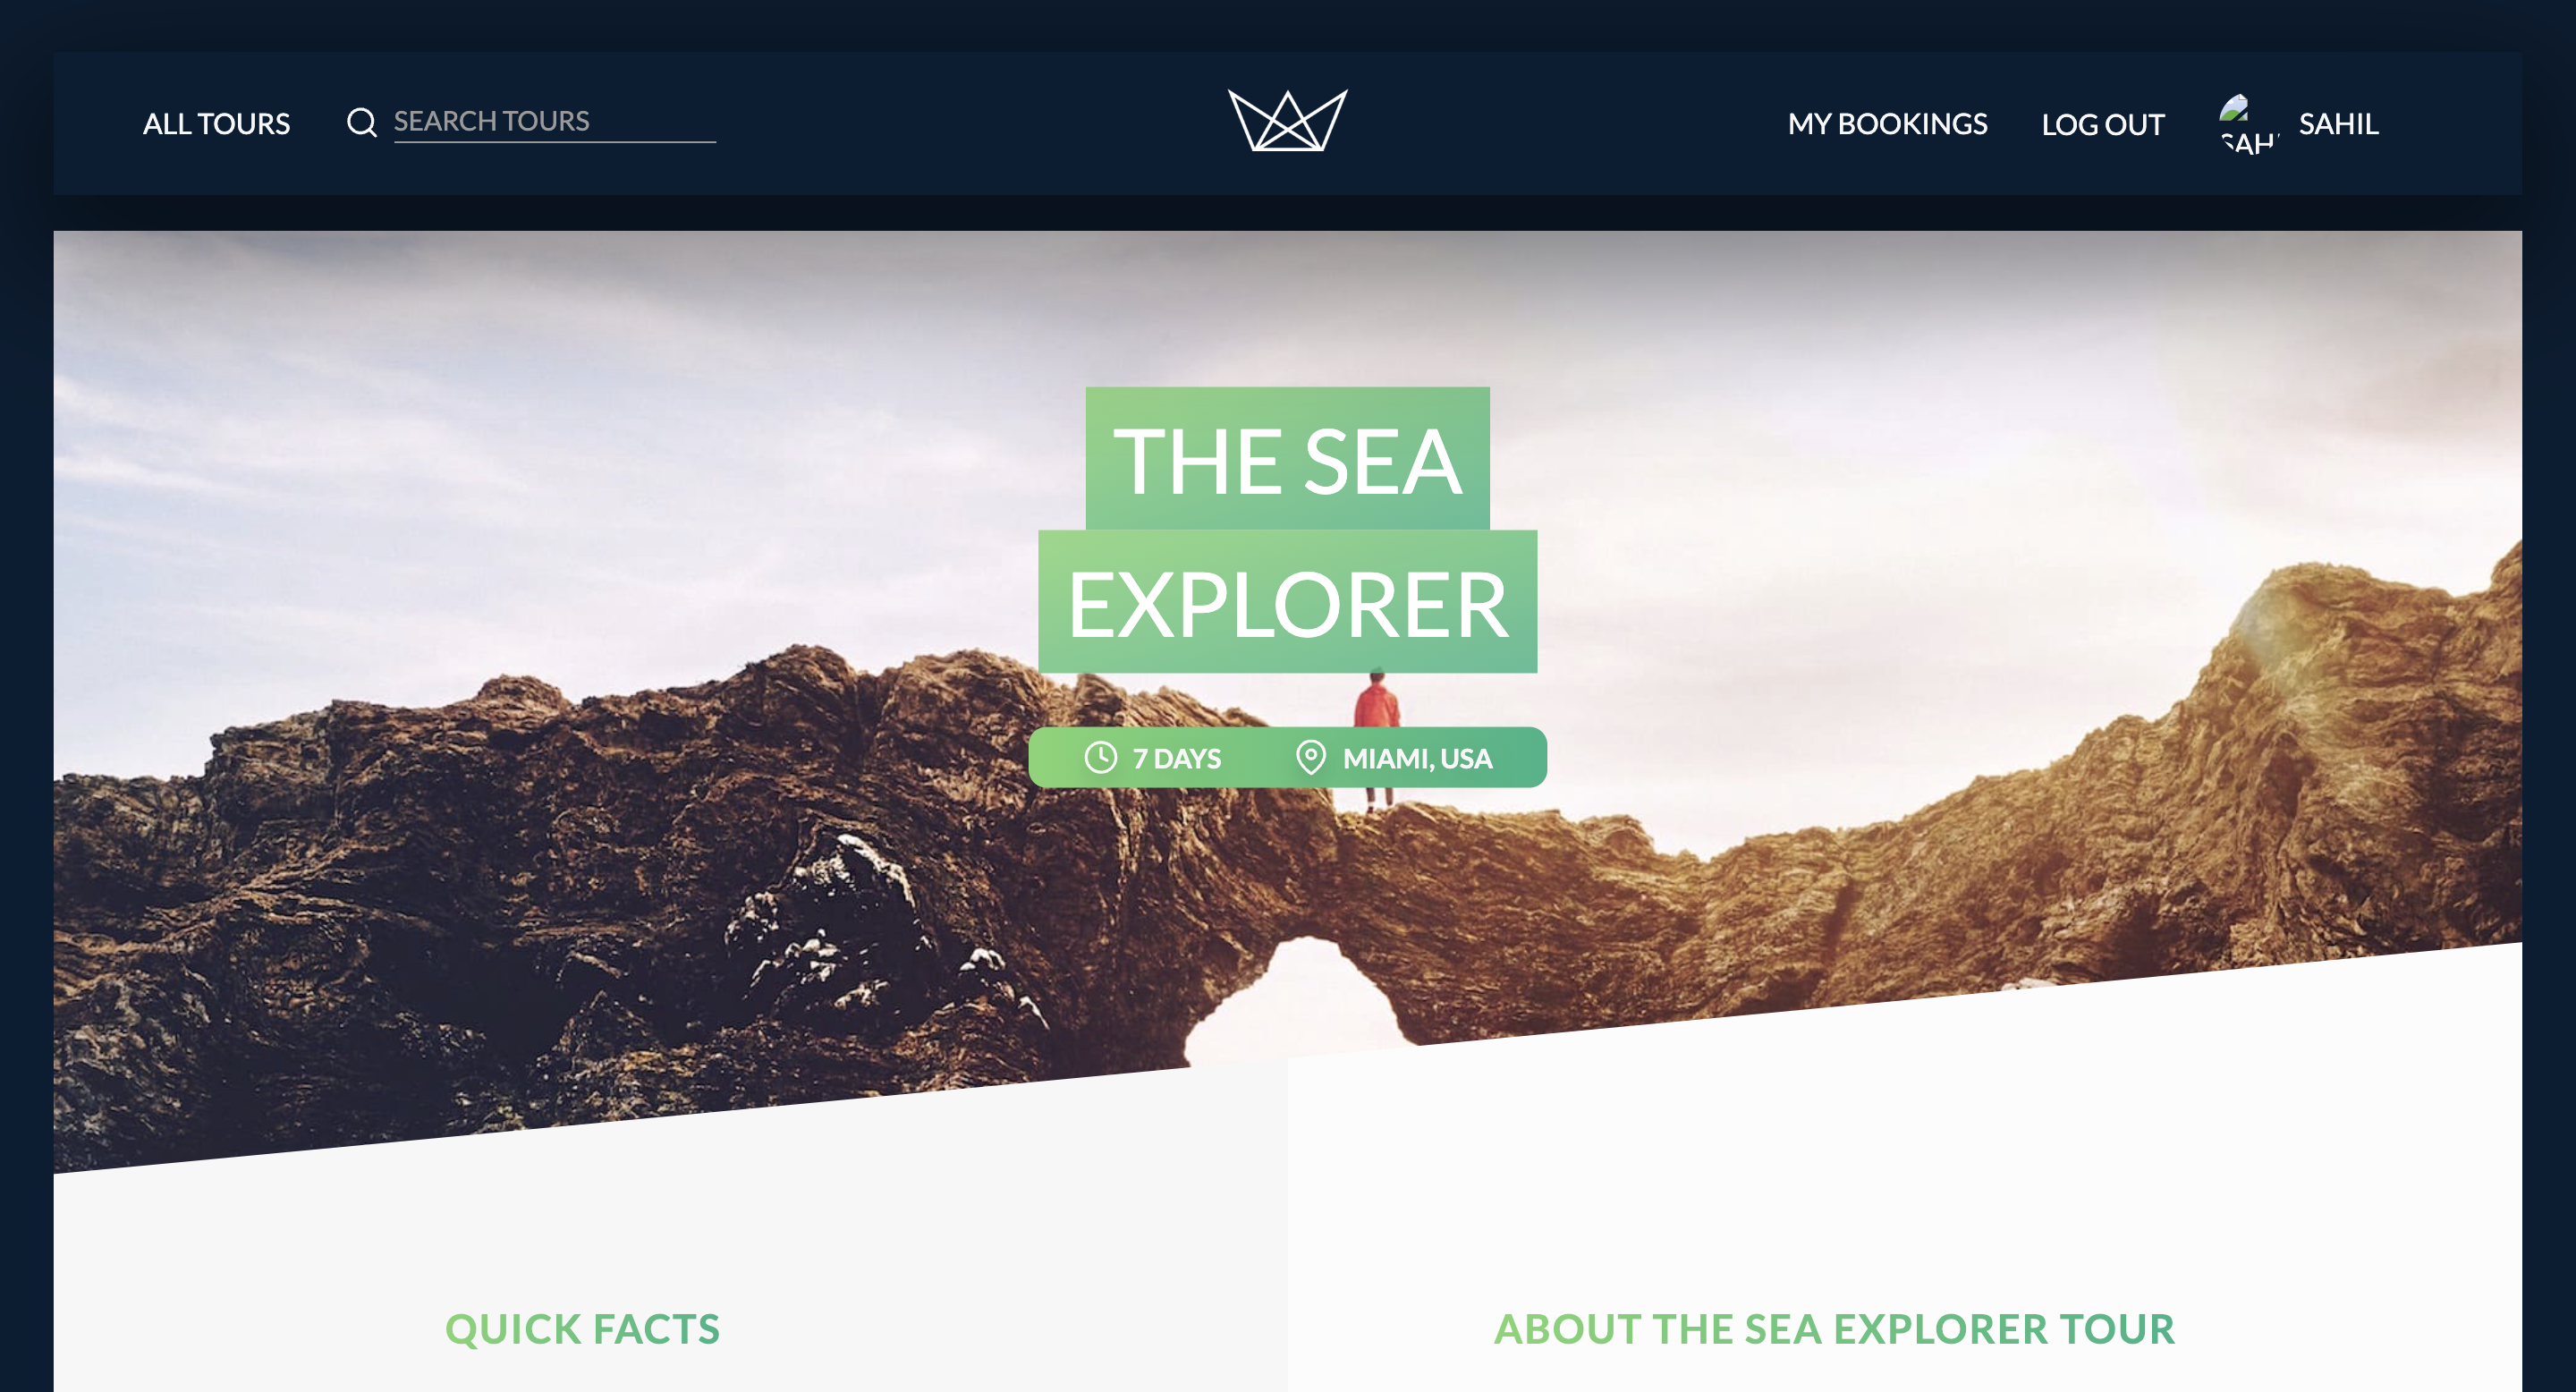 ALL TOURS
SEARCH TOURS
MY BOOKINGS
LOG OUT
SAHIL
THE SEA
EXPLORER
7 DAYS
MIAMI, USA
QUICK FACTS
ABOUT THE SEA EXPLORER TOUR